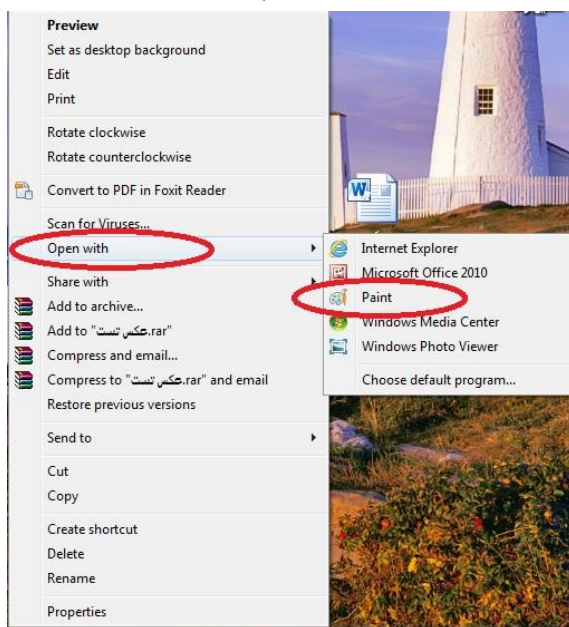 Preview
Set as desktop background
Edit
Print
Rotate clockwise
Rotate counterclockwise
Convert to PDF in Foxit Reader
Scan for Viruses...
Open with
Share with
Add to archive...
Add to "عکس تست.rar"
Compress and email...
Compress to "عکس تست.rar" and email
Restore previous versions
Send to
Cut
Copy
Create shortcut
Delete
Rename
Properties
Internet Explorer
Microsoft Office 2010
Paint
Windows Media Center
Windows Photo Viewer
Choose default program...
W